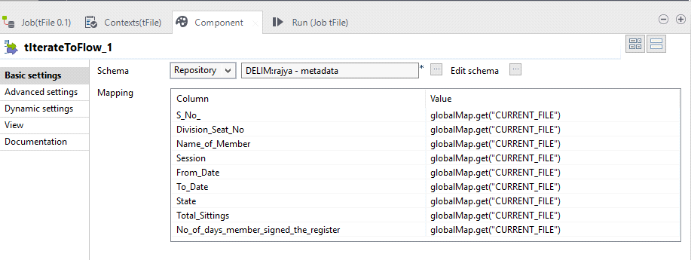 Job(tFile 0.1) Contexts(tFile) Component Run (Job tFile)
tIterateToFlow_1
Basic settings
Advanced settings
Dynamic settings
View
Documentation
Schema Repository DELIM:rajya - metadata * ... Edit schema ...
Mapping
Column Value
S_No_ globalMap.get("CURRENT_FILE")
Division_Seat_No globalMap.get("CURRENT_FILE")
Name_of_Member globalMap.get("CURRENT_FILE")
Session globalMap.get("CURRENT_FILE")
From_Date globalMap.get("CURRENT_FILE")
To_Date globalMap.get("CURRENT_FILE")
State globalMap.get("CURRENT_FILE")
Total_Sittings globalMap.get("CURRENT_FILE")
No_of_days_member_signed_the_register globalMap.get("CURRENT_FILE")